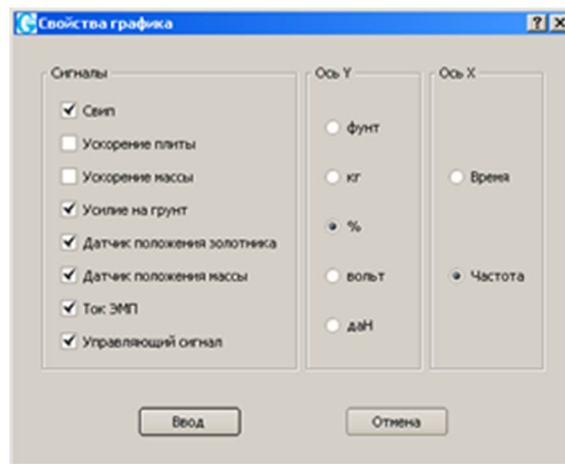 Свойства графика
Сигналы
Свип
Ускорение плиты
Ускорение массы
Усилие на грунт
Датчик положения золотника
Датчик положения массы
Ток ЭМП
Управляющий сигнал
Ось Y
фунт
кг
%
вольт
даН
Ось X
Время
Частота
Ввод
Отмена